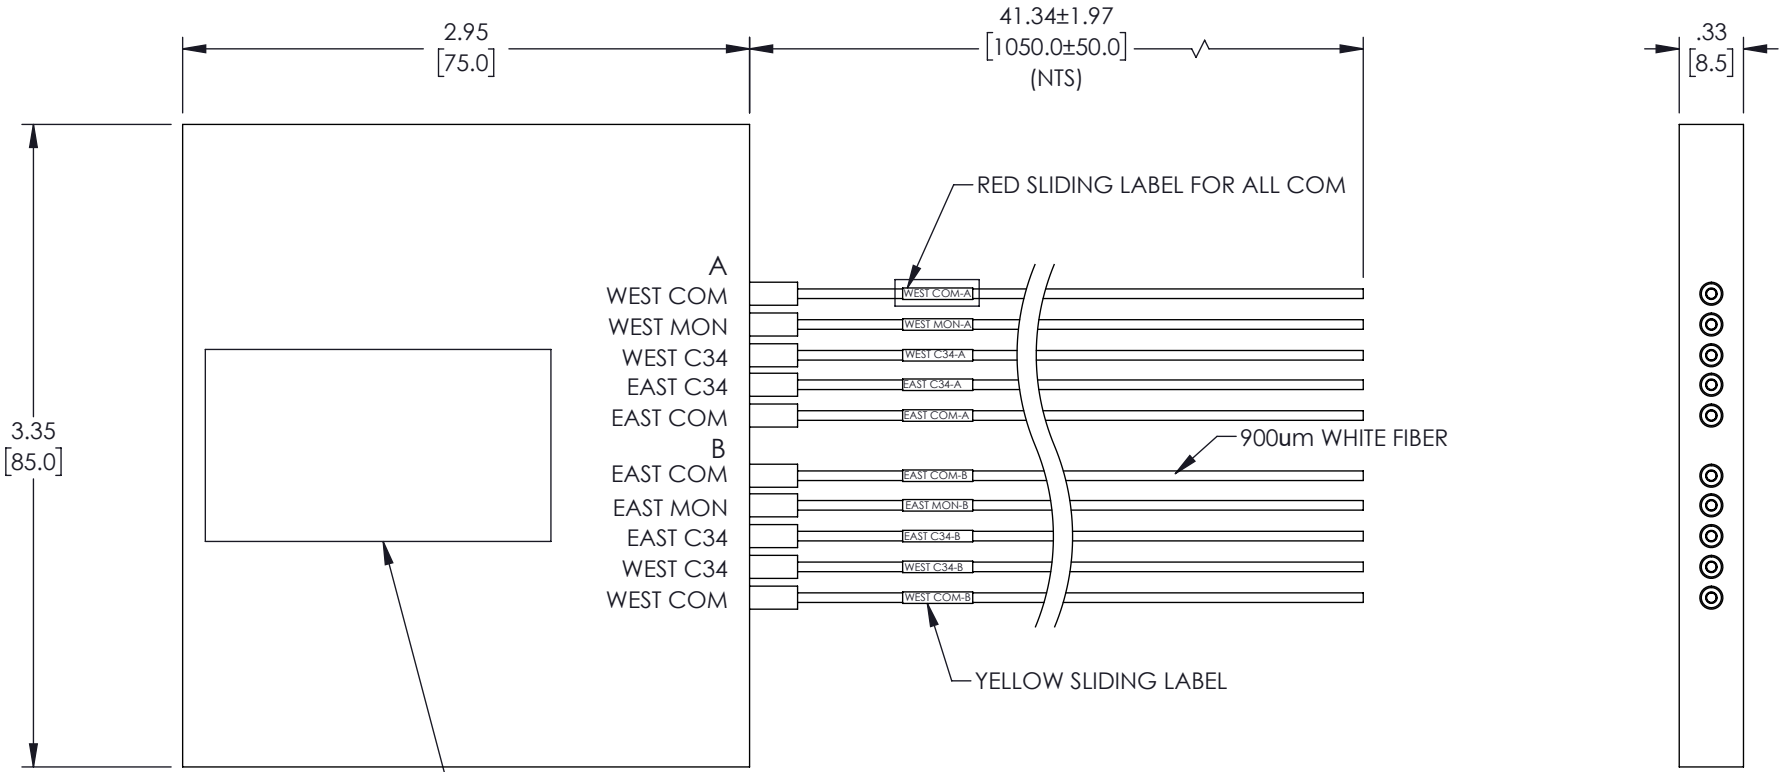 2.95
[75.0]
41.34±1.97
[1050.0±50.0]
(NTS)
.33
[8.5]
3.35
[85.0]
RED SLIDING LABEL FOR ALL COM
A
WEST COM
WEST MON
WEST C34
EAST C34
EAST COM
B
EAST COM
EAST MON
EAST C34
WEST C34
WEST COM
WEST COM-A
WEST MON-A
WEST C34-A
EAST C34-A
EAST COM-A
EAST COM-B
EAST MON-B
EAST C34-B
WEST C34-B
WEST COM-B
900um WHITE FIBER
YELLOW SLIDING LABEL